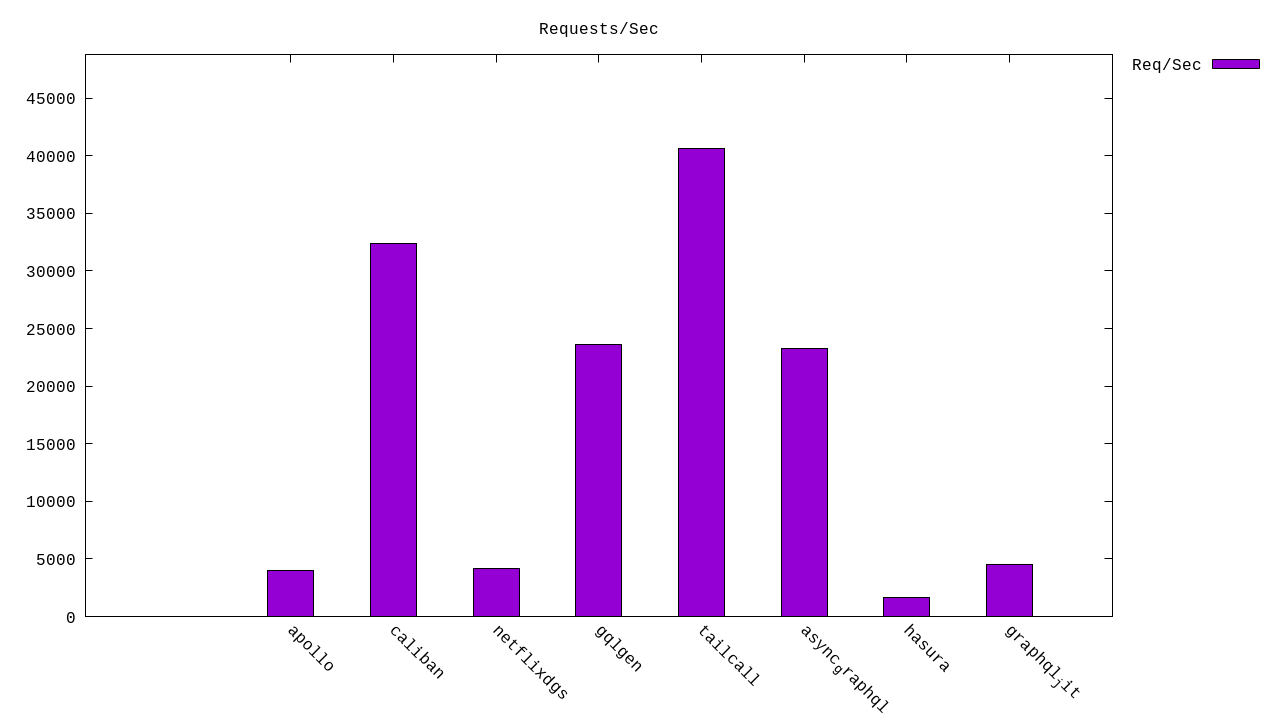 Requests/Sec
Req/Sec
45000
40000
35000
30000
25000
20000
15000
10000
5000
0
apollo
caliban
netflixdgs
gqlgen
tailcall
async_graphql
hasura
graphql_jit